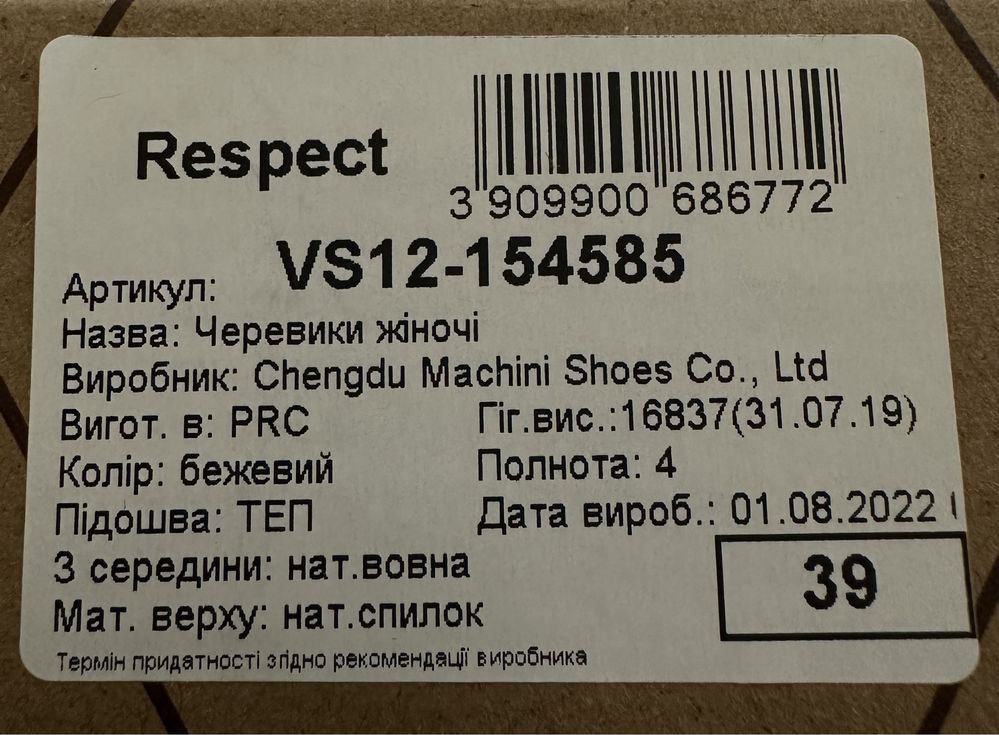 Respect
3 909900 686772
Артикул: VS12-154585
Назва: Черевики жіночі
Виробник: Chengdu Machini Shoes Co., Ltd
Вигот. в: PRC Гіг.вис.:16837(31.07.19)
Колір: бежевий Полнота: 4
Підошва: ТЕП Дата вироб.: 01.08.2022
З середини: нат.вовна
39
Мат. верху: нат.спилок
Термін придатності згідно рекомендації виробника